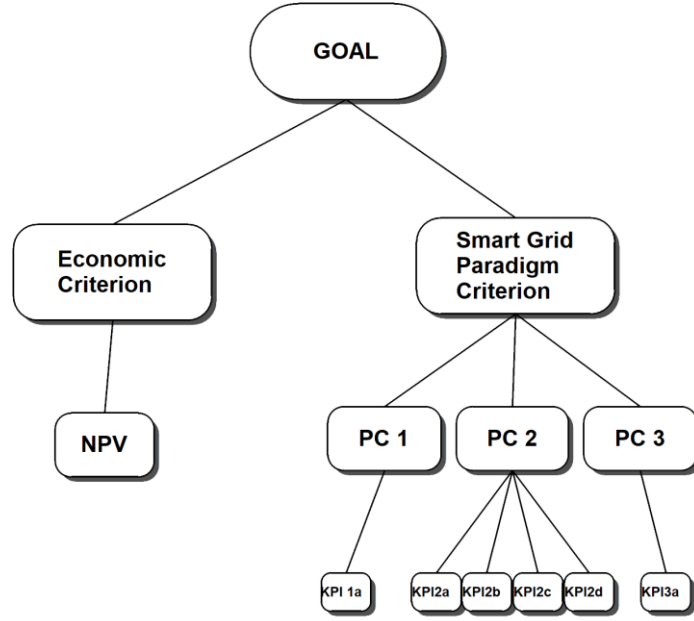 GOAL
Economic
Criterion
Smart Grid
Paradigm
Criterion
NPV
PC 1
PC 2
PC 3
KPI 1a
KPI2a
KPI2b
KPI2c
KPI2d
KPI3a